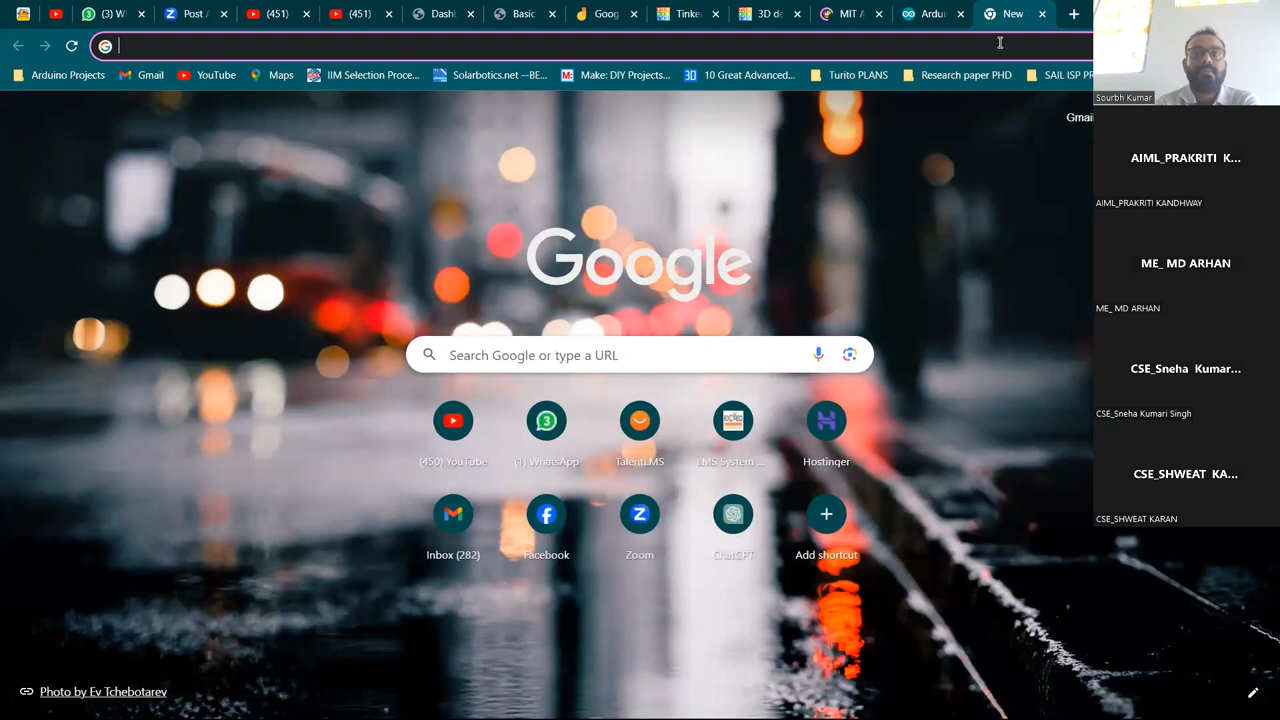 (3) W
Post A
(451)
(451)
Dash
Basic
Goog
Tinke
3D de
MIT A
Ardui
New
Arduino Projects
Gmail
YouTube
Maps
IIM Selection Proce...
Solarbotics.net --BE...
Make: DIY Projects...
10 Great Advanced...
Turito PLANS
Research paper PHD
SAIL ISP PR
Gmail
Google
Search Google or type a URL
(450) YouTube
(1) WhatsApp
TalentLMS
LMS System ...
Hostinger
Inbox (282)
Facebook
Zoom
ChatGPT
Add shortcut
Photo by Ev Tchebotarev
Sourbh Kumar
AIML_PRAKRITI K...
AIML_PRAKRITI KANDHWAY
ME_ MD ARHAN
ME_ MD ARHAN
CSE_Sneha Kumar...
CSE_Sneha Kumari Singh
CSE_SHWEAT KA...
CSE_SHWEAT KARAN